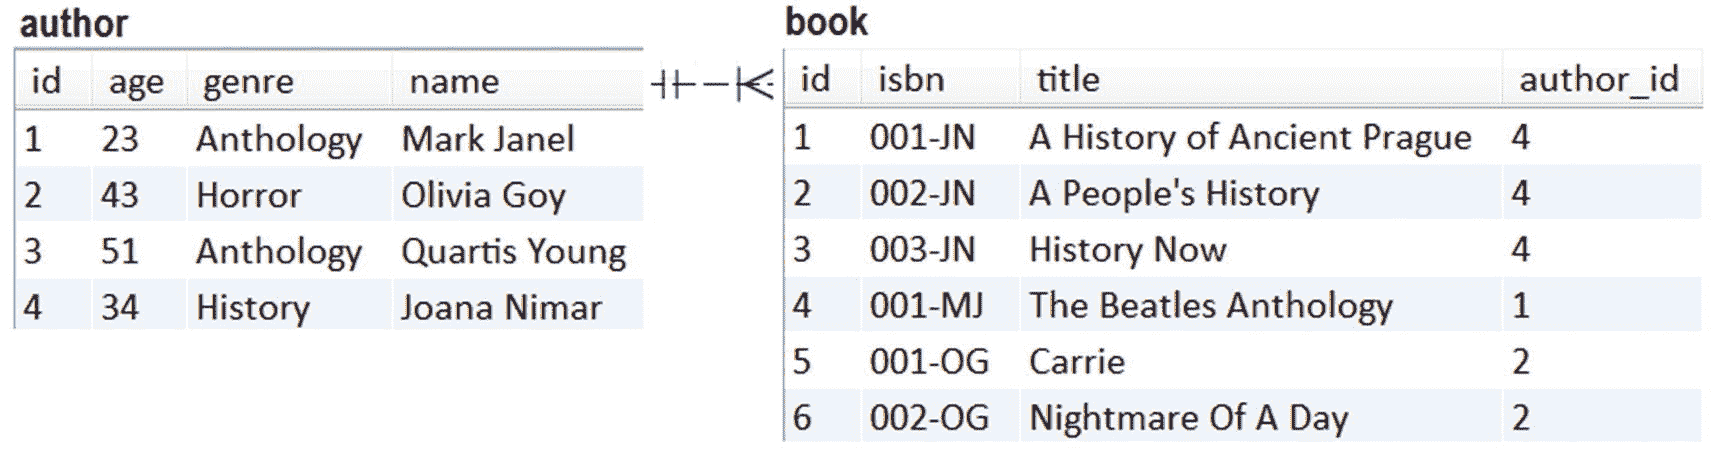 author
id age genre name
1 23 Anthology Mark Janel
2 43 Horror Olivia Goy
3 51 Anthology Quartis Young
4 34 History Joana Nimar
book
id isbn title author_id
1 001-JN A History of Ancient Prague 4
2 002-JN A People's History 4
3 003-JN History Now 4
4 001-MJ The Beatles Anthology 1
5 001-OG Carrie 2
6 002-OG Nightmare Of A Day 2